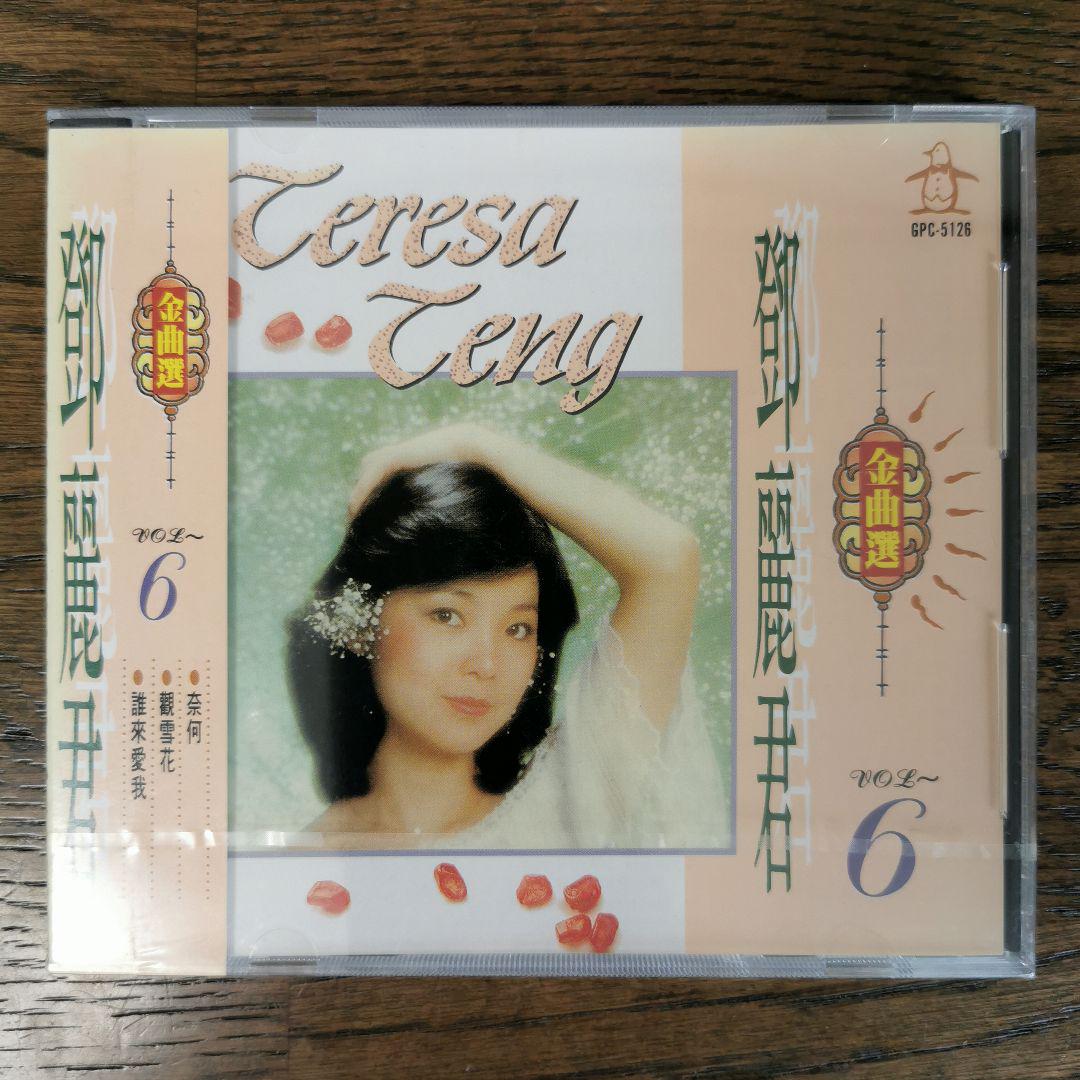 鄧麗君
金曲選
VOL~
6
奈何
觀雪花
誰來愛我
Teresa
Teng
GPC-5126
鄧麗君
金曲選
VOL~
6